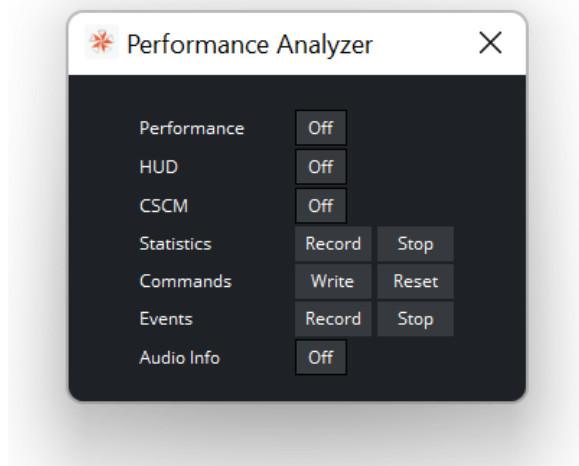 Performance Analyzer
Performance Off
HUD Off
CSCM Off
Statistics Record Stop
Commands Write Reset
Events Record Stop
Audio Info Off